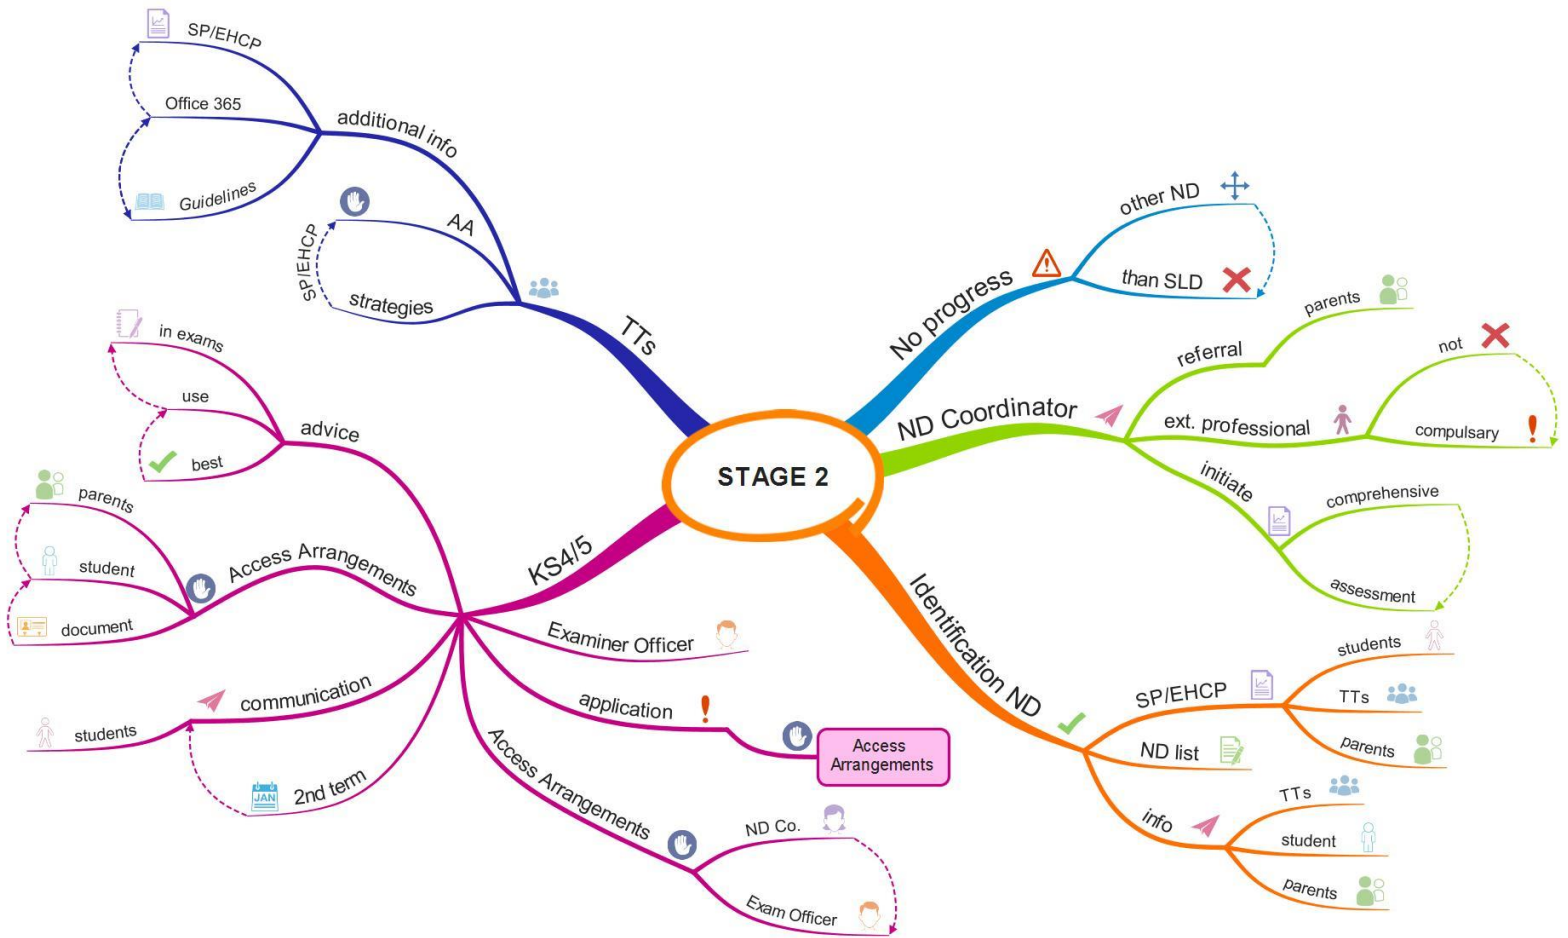 STAGE 2
No progress
other ND
than SLD
ND Coordinator
referral
parents
ext. professional
not
compulsary
initiate
comprehensive
assessment
Identification ND
SP/EHCP
students
TTs
parents
ND list
info
TTs
student
parents
KS4/5
Examiner Officer
application
Access
Arrangements
Access Arrangements
ND Co.
Exam Officer
2nd term
JAN
communication
students
Access Arrangements
parents
student
document
advice
in exams
use
best
TTs
additional info
SP/EHCP
Office 365
Guidelines
AA
strategies
SP/EHCP